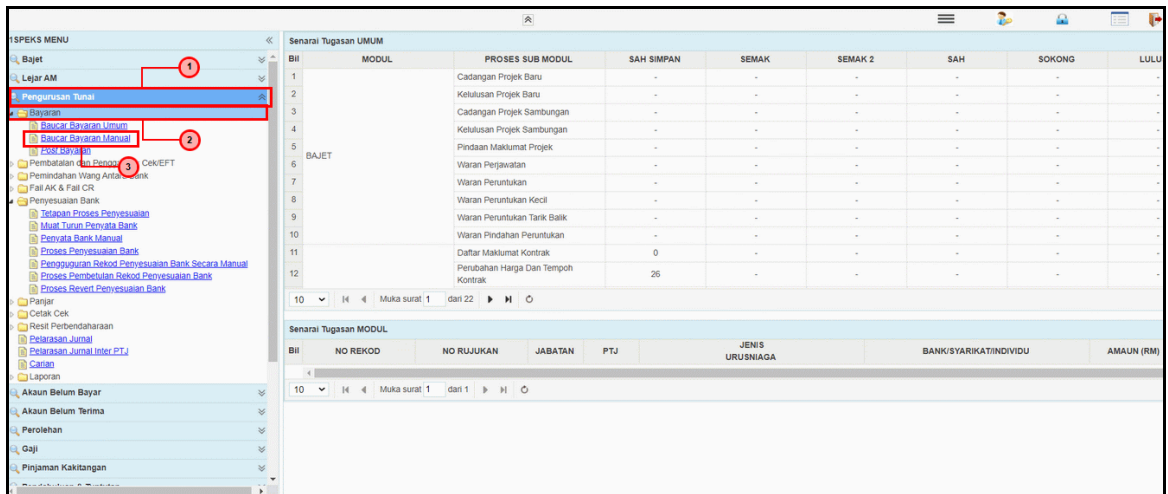 1SPEKS MENU
Bajet
Lejar AM
1
Pengurusan Tunai
Bayaran
Baucar Bayaran Umum
Baucar Bayaran Manual
2
Post Bayaran
Pembatalan dan Pengga Cek/EFT
3
Pemindahan Wang Antara Bank
Fail AK & Fail CR
Penyesuaian Bank
Tetapan Proses Penyesuaian
Muat Turun Penyata Bank
Penyata Bank Manual
Proses Penyesuaian Bank
Pengguguran Rekod Penyesuaian Bank Secara Manual
Proses Pembetulan Rekod Penyesuaian Bank
Proses Revert Penyesuaian Bank
Panjar
Cetak Cek
Resit Perbendaharaan
Pelarasan Jurnal
Pelarasan Jurnal Inter PTJ
Carian
Laporan
Akaun Belum Bayar
Akaun Belum Terima
Perolehan
Gaji
Pinjaman Kakitangan
Senarai Tugasan UMUM
Bil MODUL PROSES SUB MODUL SAH SIMPAN SEMAK SEMAK 2 SAH SOKONG LULU
BAJET
1 Cadangan Projek Baru - - - - - -
2 Kelulusan Projek Baru - - - - - -
3 Cadangan Projek Sambungan - - - - - -
4 Kelulusan Projek Sambungan - - - - - -
5 Pindaan Maklumat Projek - - - - - -
6 Waran Perjawatan - - - - - -
7 Waran Peruntukan - - - - - -
8 Waran Peruntukan Kecil - - - - - -
9 Waran Peruntukan Tarik Balik - - - - - -
10 Waran Pindahan Peruntukan - - - - - -
11 Daftar Maklumat Kontrak 0 - - - - -
12 Perubahan Harga Dan Tempoh Kontrak 26 - - - - -
10 Muka surat 1 dari 22
Senarai Tugasan MODUL
Bil NO REKOD NO RUJUKAN JABATAN PTJ JENIS URUSNIAGA BANK/SYARIKAT/INDIVIDU AMAUN (RM)
10 Muka surat 1 dari 1